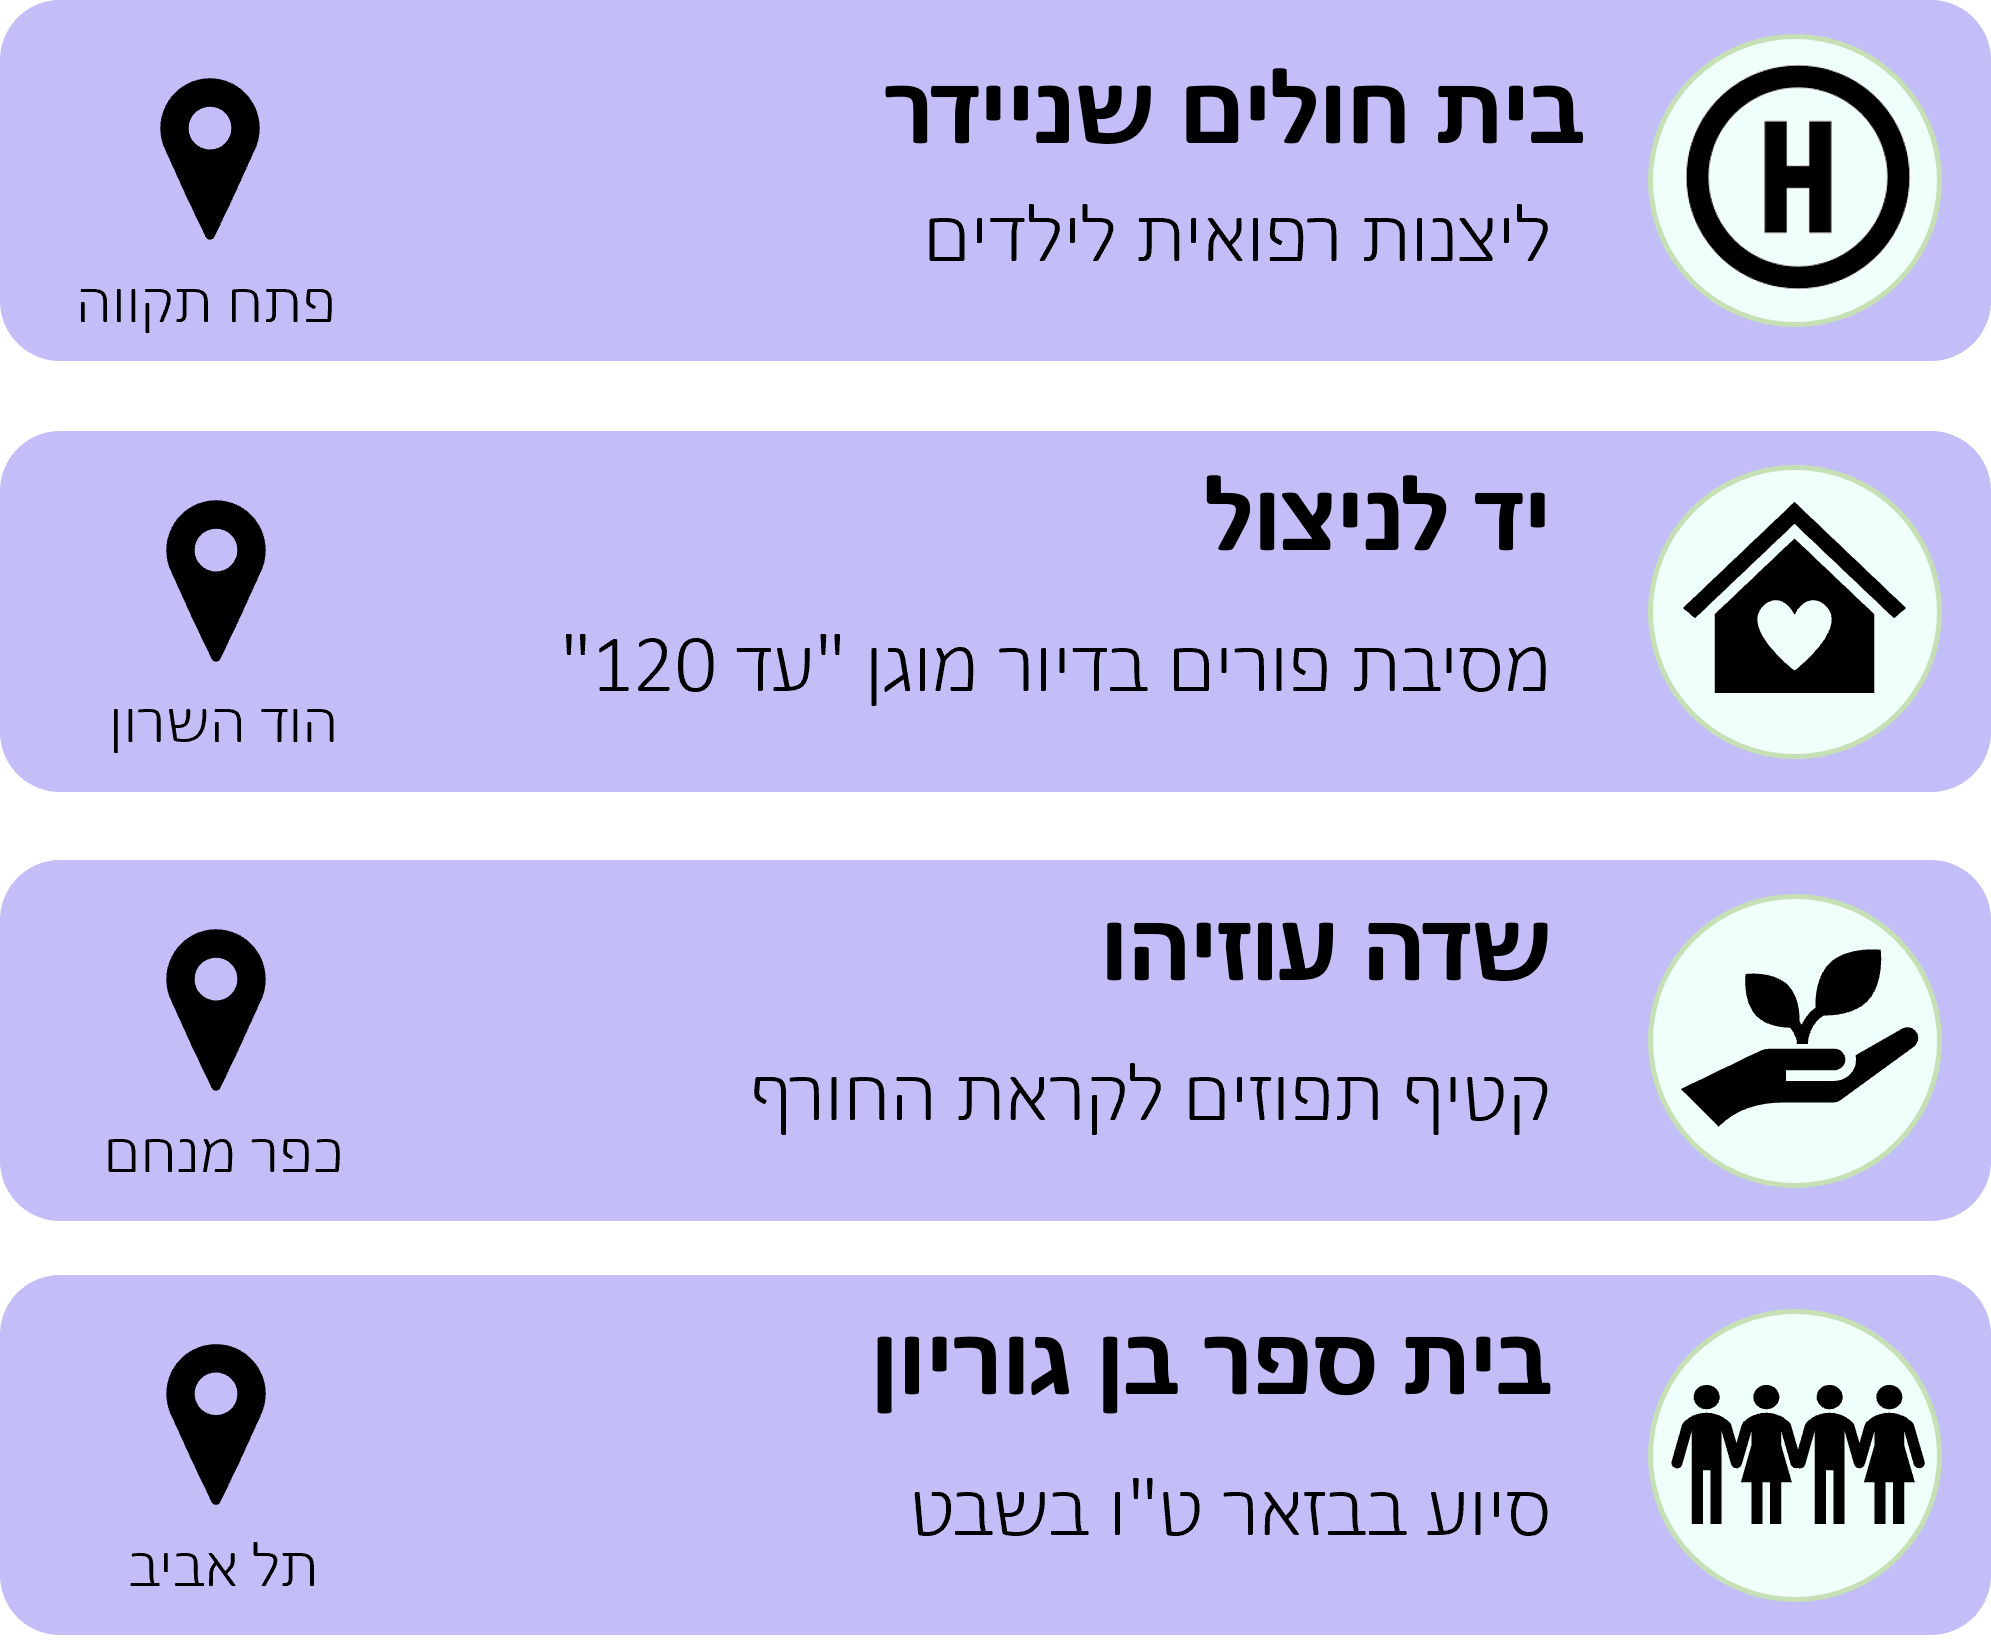 בית חולים שניידר
ליצנות רפואית לילדים
פתח תקווה
יד לניצול
מסיבת פורים בדיור מוגן "עד 120"
הוד השרון
שדה עוזיהו
קטיף תפוזים לקראת החורף
כפר מנחם
בית ספר בן גוריון
סיוע בבזאר ט"ו בשבט
תל אביב